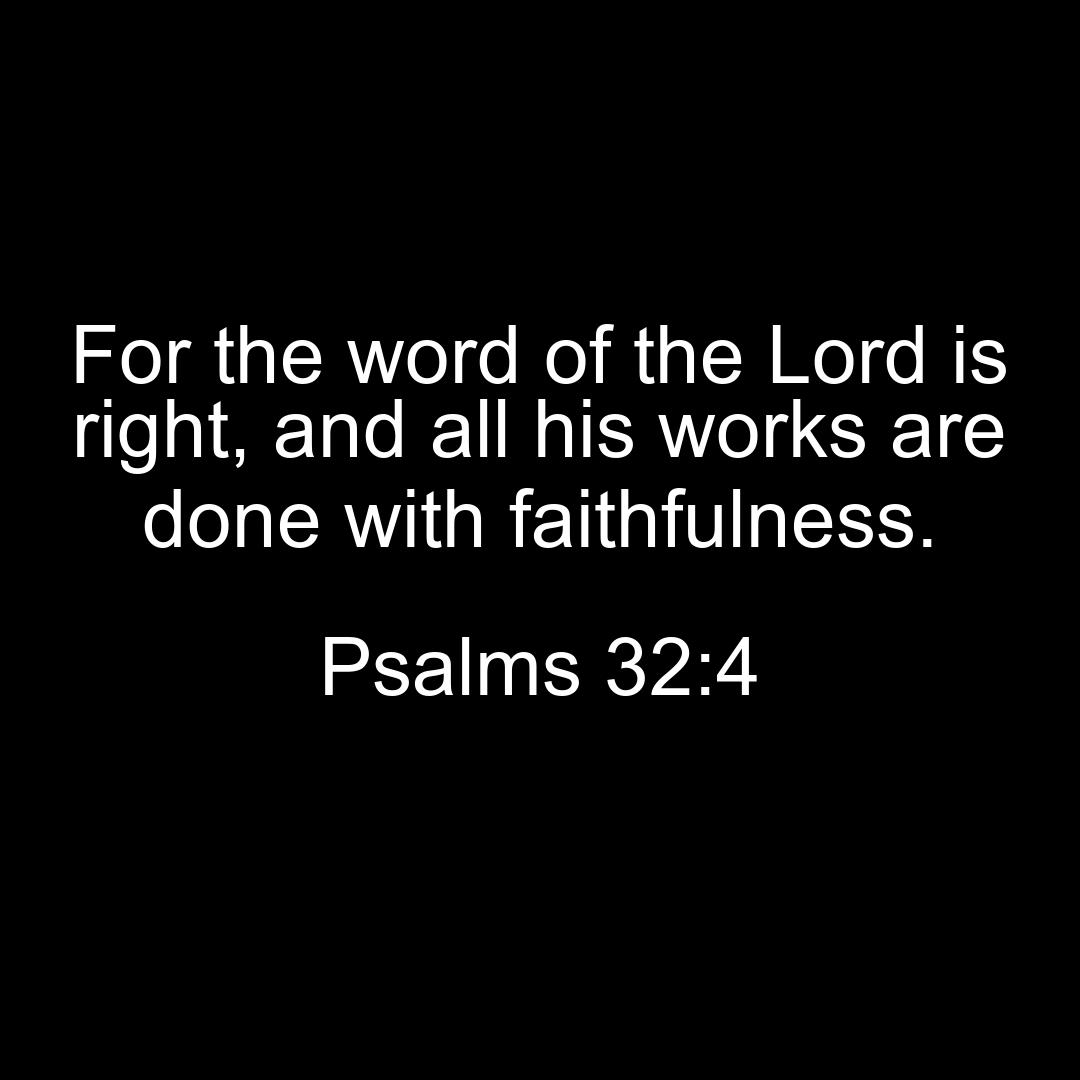 For the word of the Lord is
right, and all his works are
done with faithfulness.
Psalms 32:4